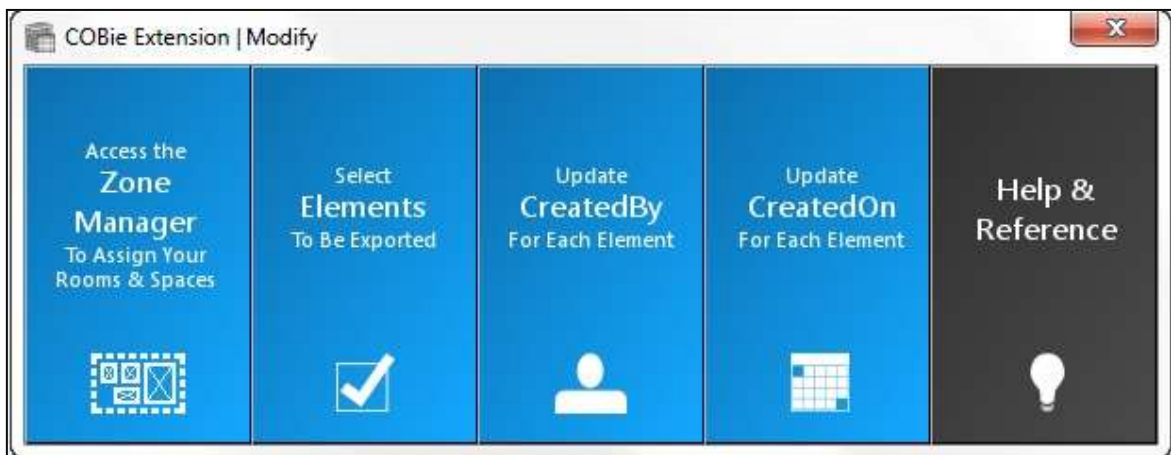 COBie Extension | Modify
Access the
Zone
Manager
To Assign Your
Rooms & Spaces
Select
Elements
To Be Exported
Update
CreatedBy
For Each Element
Update
CreatedOn
For Each Element
Help &
Reference